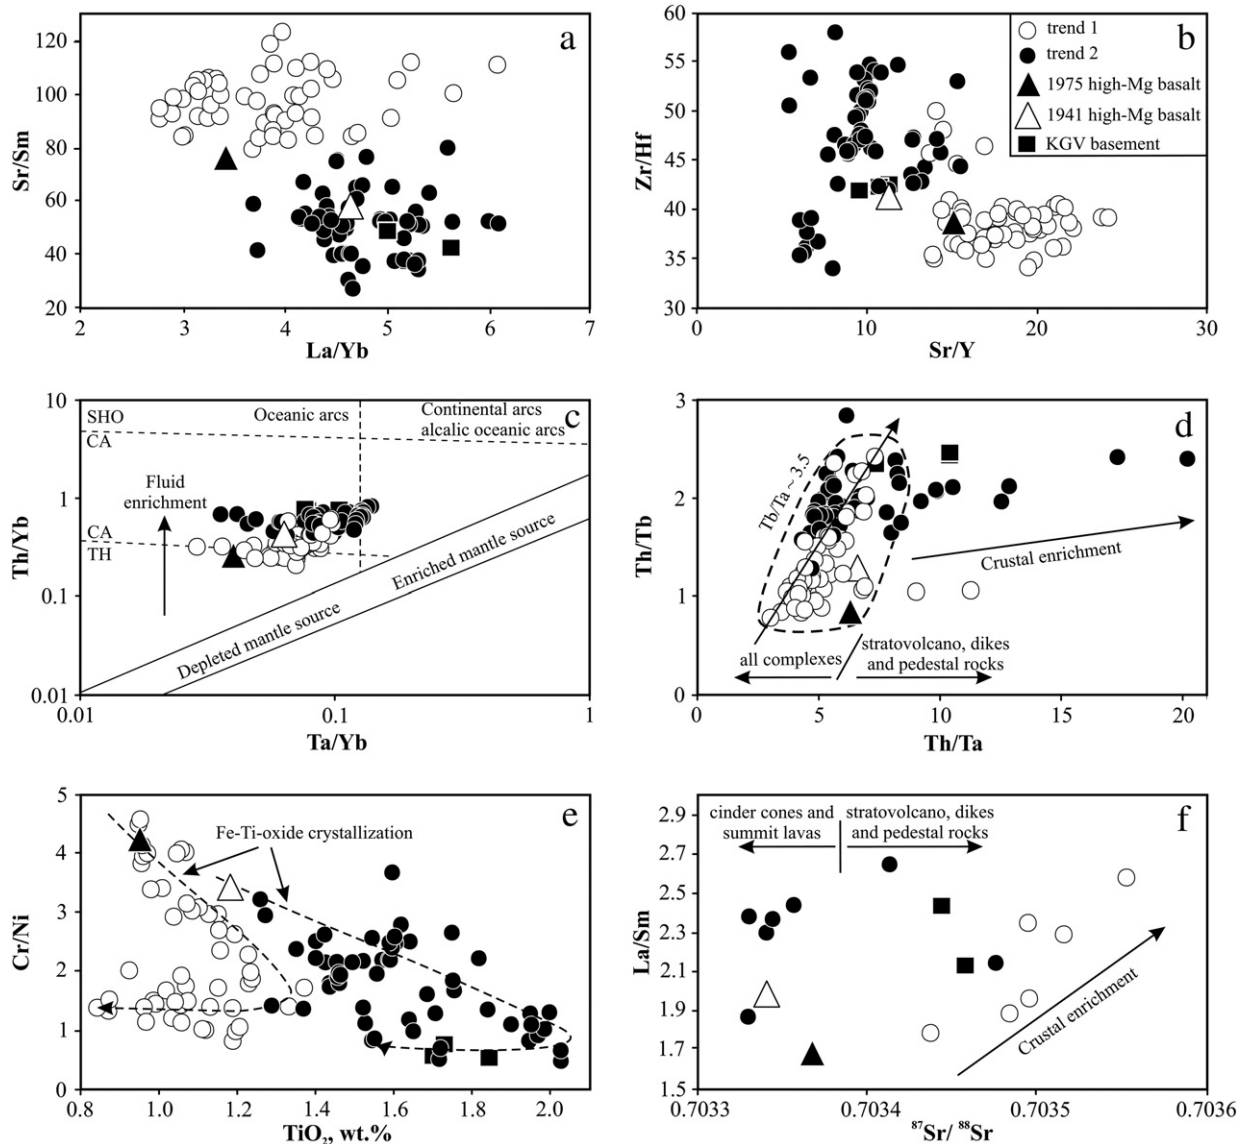 120
100
80
60
40
20
Sr/Sm
a
2
3
4
5
6
7
La/Yb
60
55
50
45
40
35
30
Zr/Hf
b
trend 1
trend 2
1975 high-Mg basalt
1941 high-Mg basalt
KGV basement
0
10
20
30
Sr/Y
10
1
0.1
0.01
Th/Yb
SHO
CA
Oceanic arcs
Continental arcs
alcalic oceanic arcs
c
Fluid
enrichment
CA
TH
Depleted mantle source
Enriched mantle source
0.01
0.1
1
Ta/Yb
3
2
1
0
Th/Tb
d
Tb/Ta ~ 3.5
Crustal enrichment
all complexes
stratovolcano, dikes
and pedestal rocks
0
5
10
15
20
Th/Ta
5
4
3
2
1
0
Cr/Ni
Fe-Ti-oxide crystallization
e
0.8
1.0
1.2
1.4
1.6
1.8
2.0
TiO₂, wt.%
2.9
2.7
2.5
2.3
2.1
1.9
1.7
1.5
La/Sm
cinder cones and
summit lavas
stratovolcano, dikes
and pedestal rocks
f
Crustal enrichment
0.7033
0.7034
0.7035
0.7036
⁸⁷Sr/ ⁸⁸Sr